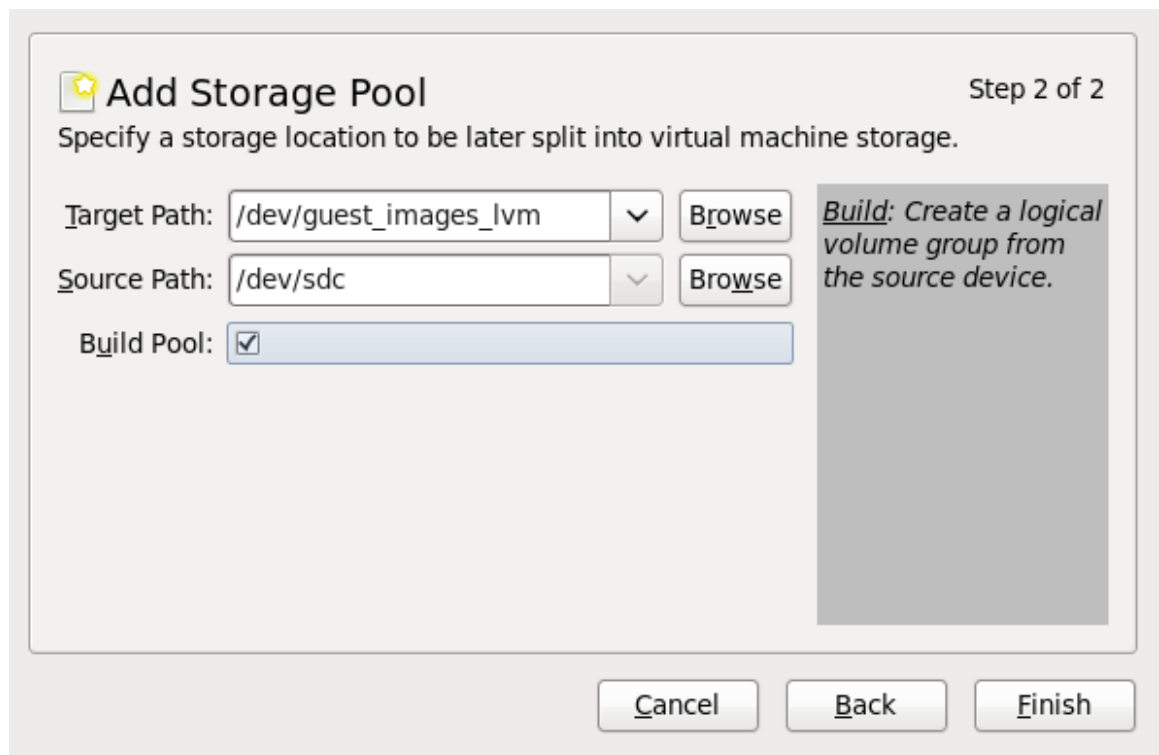 Add Storage Pool
Step 2 of 2
Specify a storage location to be later split into virtual machine storage.
Target Path: /dev/guest_images_lvm Browse
Source Path: /dev/sdc Browse
Build Pool:
Build: Create a logical
volume group from
the source device.
Cancel Back Finish